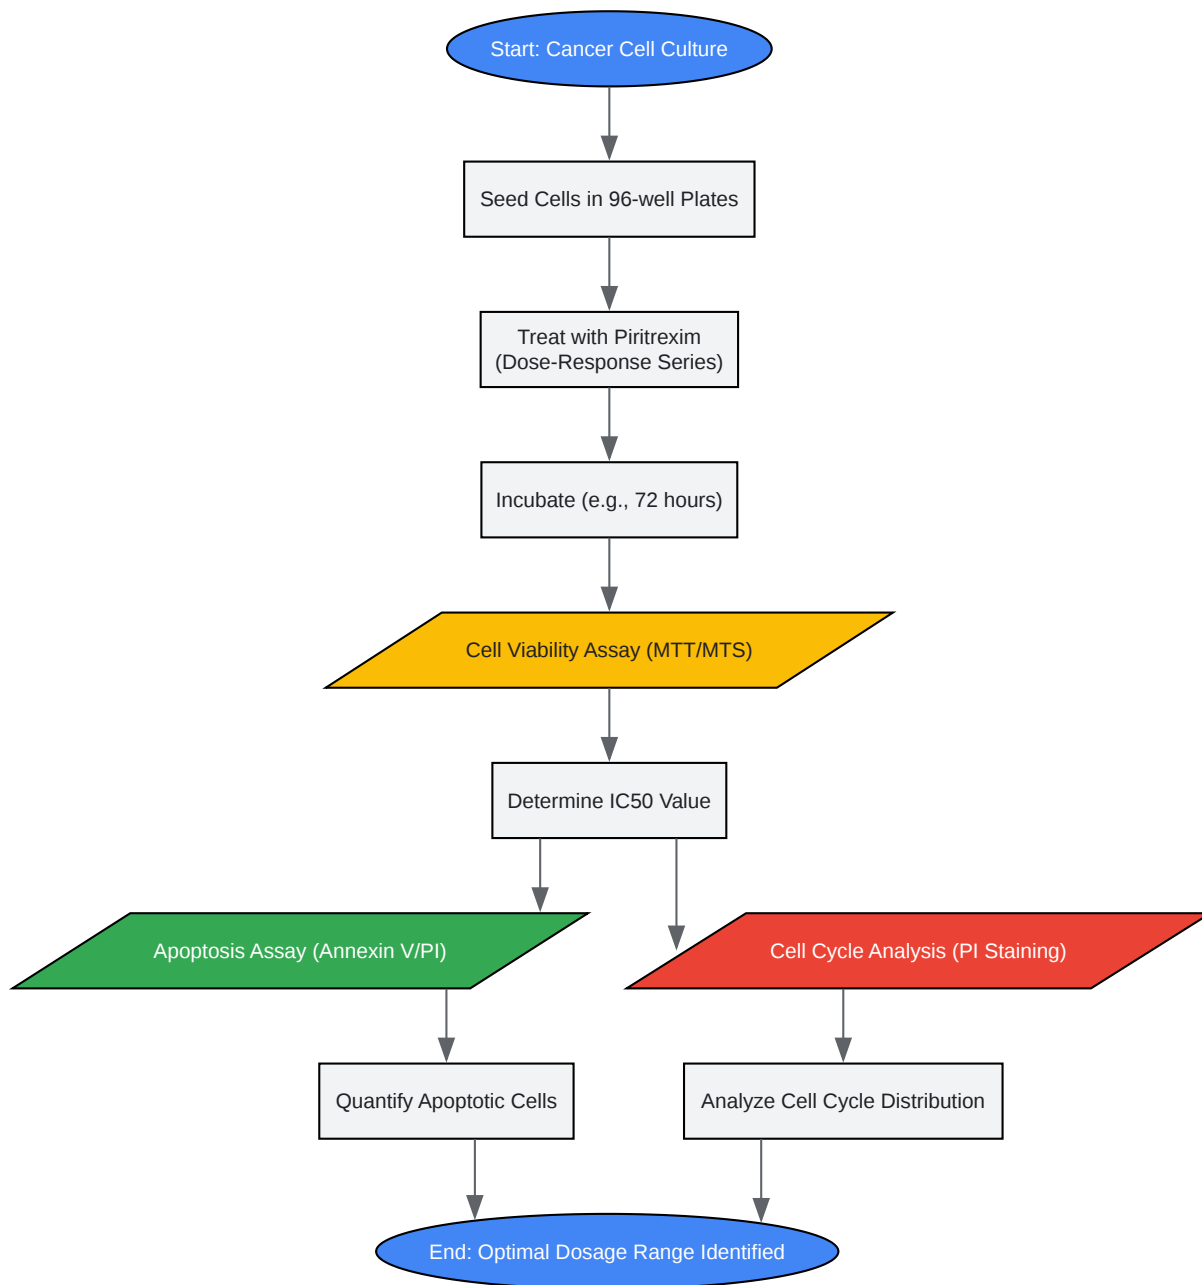 Start: Cancer Cell Culture
Seed Cells in 96-well Plates
Treat with Piritrexim
(Dose-Response Series)
Incubate (e.g., 72 hours)
Cell Viability Assay (MTT/MTS)
Determine IC50 Value
Apoptosis Assay (Annexin V/PI)
Cell Cycle Analysis (PI Staining)
Quantify Apoptotic Cells
Analyze Cell Cycle Distribution
End: Optimal Dosage Range Identified